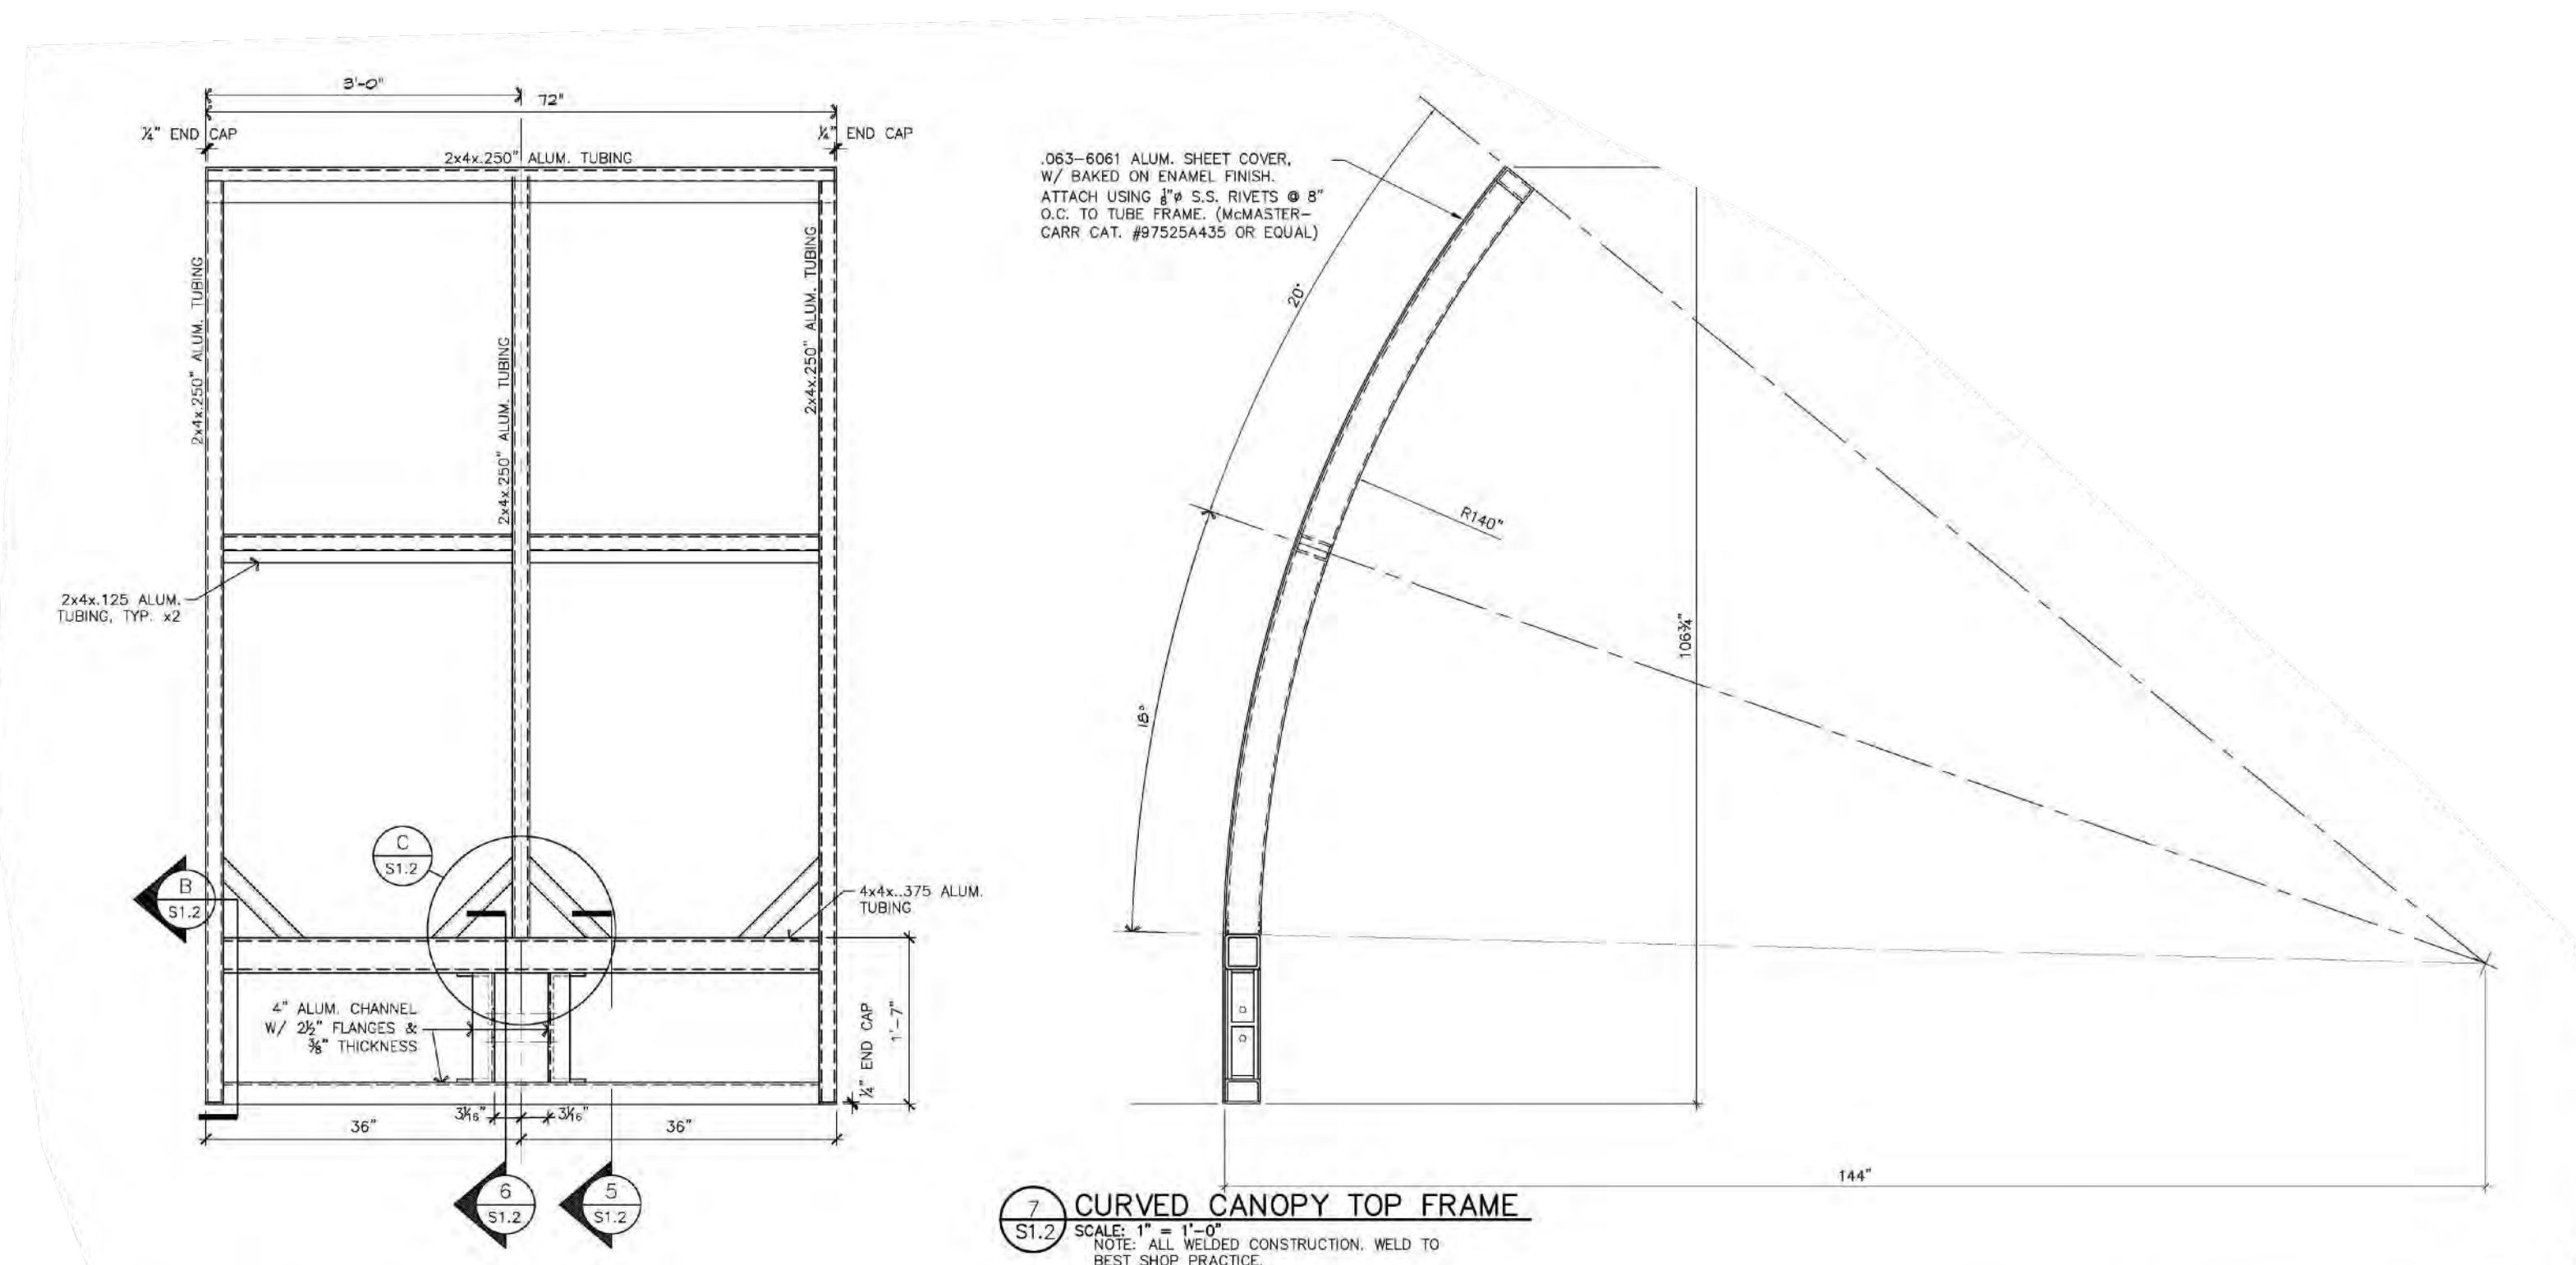 3'-0"
72"
¼" END CAP
¼" END CAP
2x4x.250" ALUM. TUBING
2x4x.250" ALUM. TUBING
2x4x.250" ALUM. TUBING
2x4x.250" ALUM. TUBING
2x4x.125 ALUM.
TUBING, TYP. x2
C
S1.2
B
S1.2
4x4x..375 ALUM.
TUBING
4" ALUM. CHANNEL
W/ 2½" FLANGES &
⅜" THICKNESS
¼" END CAP
1'-7"
3¹⁄₁₆"
3¹⁄₁₆"
36"
36"
6
S1.2
5
S1.2
.063-6061 ALUM. SHEET COVER,
W/ BAKED ON ENAMEL FINISH.
ATTACH USING ⅛"ø S.S. RIVETS @ 8"
O.C. TO TUBE FRAME. (McMASTER-
CARR CAT. #97525A435 OR EQUAL)
20°
R140"
106¾"
18°
144"
7
S1.2
CURVED CANOPY TOP FRAME
SCALE: 1" = 1'-0"
NOTE: ALL WELDED CONSTRUCTION. WELD TO
BEST SHOP PRACTICE.